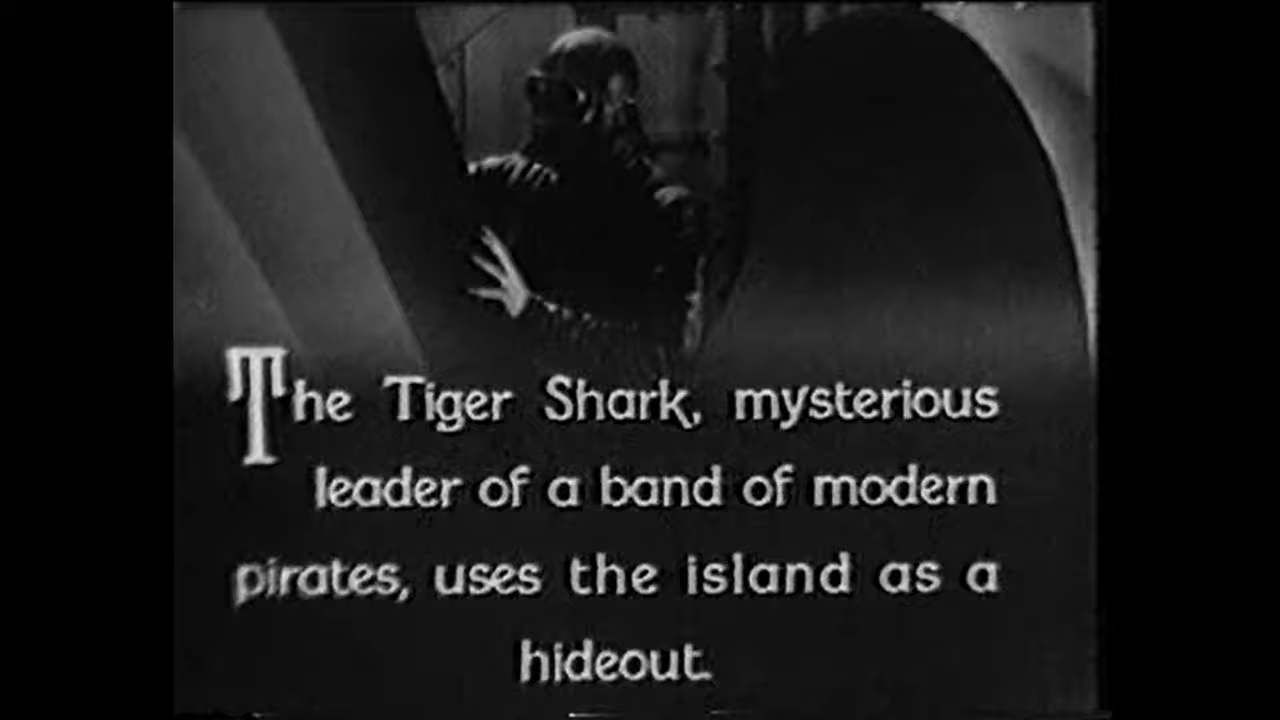 The Tiger Shark, mysterious
leader of a band of modern
pirates, uses the island as a
hideout.